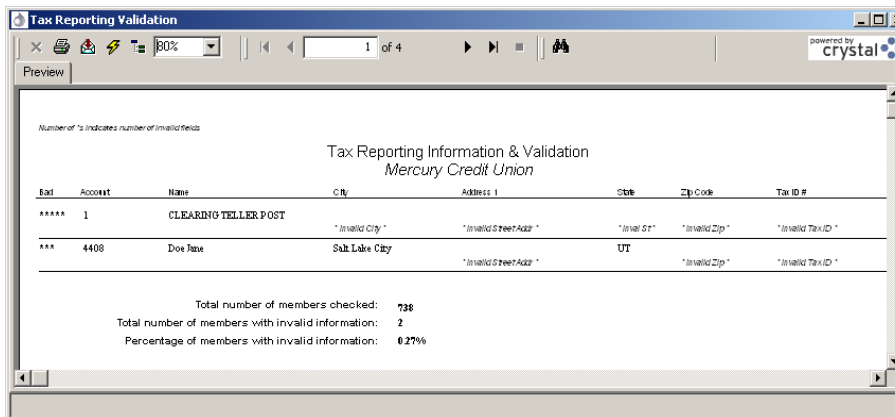 Tax Reporting Validation
80% 1 of 4 powered by crystal
Preview
Number of *s indicates number of invalid fields
Tax Reporting Information & Validation
Mercury Credit Union
Bad Account Name City Address 1 State Zip Code Tax ID #
***** 1 CLEARING TELLER POST
* Invalid City * * Invalid Street Addr * * Inval St * * Invalid Zip * * Invalid Tax ID *
*** 4408 Doe Jane Salt Lake City UT
* Invalid Street Addr * * Invalid Zip * * Invalid Tax ID *
Total number of members checked: 738
Total number of members with invalid information: 2
Percentage of members with invalid information: 0.27%